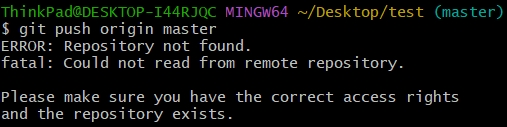 ThinkPad@DESKTOP-I44RJQC MINGW64 ~/Desktop/test (master)
$ git push origin master
ERROR: Repository not found.
fatal: Could not read from remote repository.
Please make sure you have the correct access rights
and the repository exists.